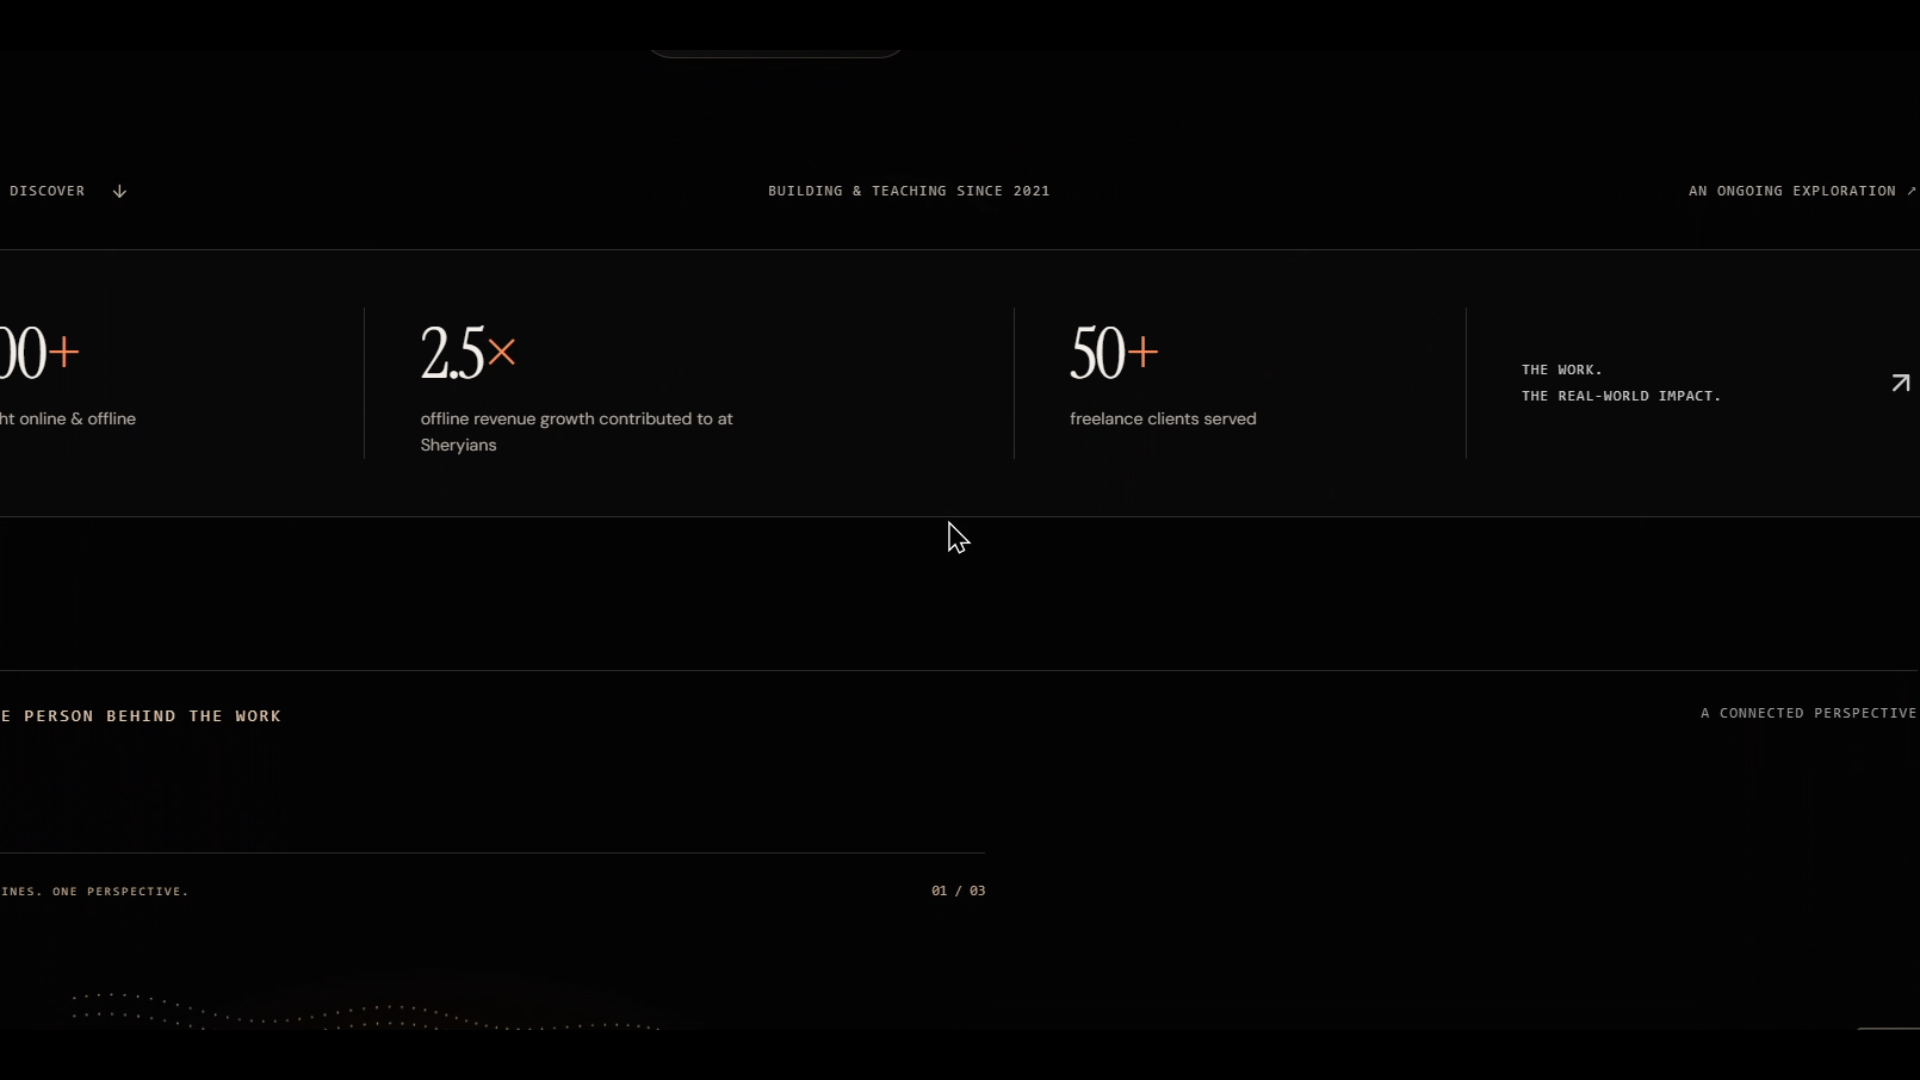 DISCOVER ↓
BUILDING & TEACHING SINCE 2021
AN ONGOING EXPLORATION ↗
00+
ht online & offline
2.5×
offline revenue growth contributed to at
Sheryians
50+
freelance clients served
THE WORK.
THE REAL-WORLD IMPACT.
E PERSON BEHIND THE WORK
A CONNECTED PERSPECTIVE
INES. ONE PERSPECTIVE.
01 / 03